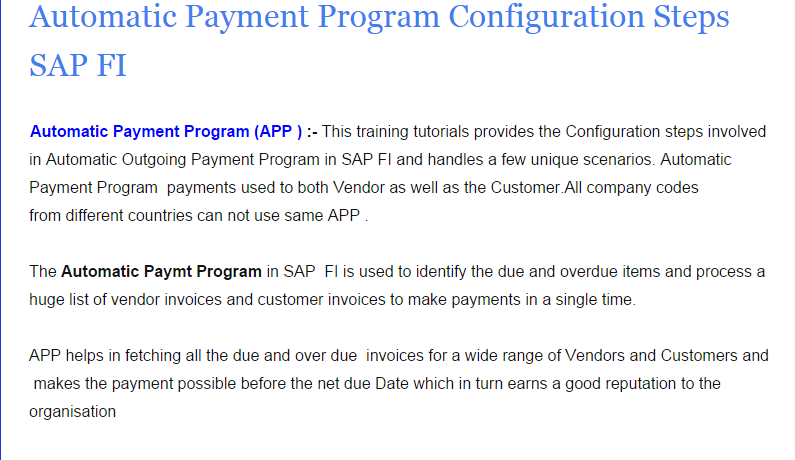 Automatic Payment Program Configuration Steps
SAP FI
Automatic Payment Program (APP ) :- This training tutorials provides the Configuration steps involved
in Automatic Outgoing Payment Program in SAP FI and handles a few unique scenarios. Automatic
Payment Program  payments used to both Vendor as well as the Customer.All company codes
from different countries can not use same APP .
The Automatic Paymt Program in SAP  FI is used to identify the due and overdue items and process a
huge list of vendor invoices and customer invoices to make payments in a single time.
APP helps in fetching all the due and over due  invoices for a wide range of Vendors and Customers and
makes the payment possible before the net due Date which in turn earns a good reputation to the
organisation